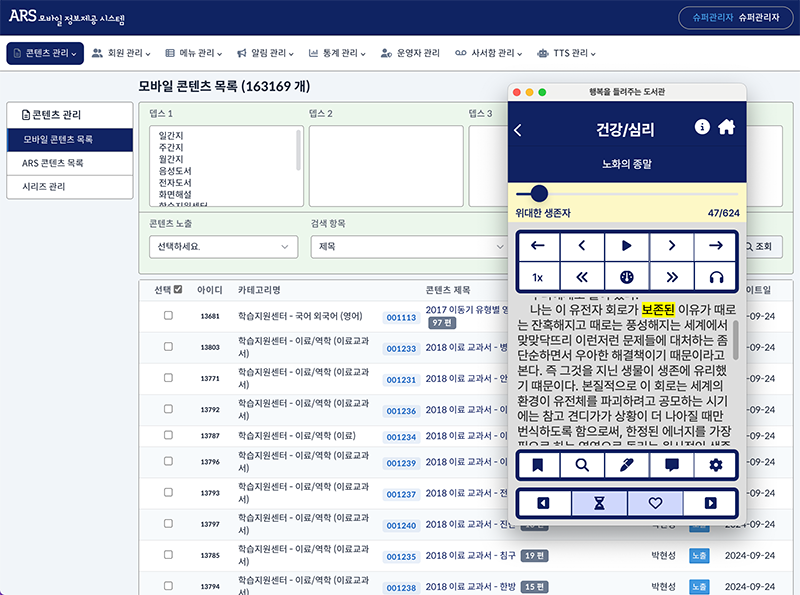 ARS 모바일 정보제공 시스템
슈퍼관리자 슈퍼관리자
콘텐츠 관리
회원 관리
메뉴 관리
알림 관리
통계 관리
운영자 관리
사서함 관리
TTS 관리
모바일 콘텐츠 목록 (163169 개)
콘텐츠 관리
모바일 콘텐츠 목록
ARS 콘텐츠 목록
시리즈 관리
뎁스 1
뎁스 2
뎁스 3
일간지
주간지
월간지
음성도서
전자도서
화면해설
학습지원센터
콘텐츠 노출
검색 항목
선택하세요.
제목
조회
선택 아이디 카테고리명 콘텐츠 제목
13681 학습지원센터 - 국어 외국어 (영어) 001113 2017 이동기 유형별 영
97 편
-09-24
13803 학습지원센터 - 이료/역학 (이료교과
서)
001233 2018 이료 교과서 - 병
-09-24
13771 학습지원센터 - 이료/역학 (이료교과
서)
001231 2018 이료 교과서 - 안
-09-24
13792 학습지원센터 - 이료/역학 (이료교과
서)
001236 2018 이료 교과서 - 이
-09-24
13787 학습지원센터 - 이료/역학 (이료) 001234 2018 이료 교과서 - 이
-09-24
13796 학습지원센터 - 이료/역학 (이료교과
서)
001239 2018 이료 교과서 - 이
-09-24
13793 학습지원센터 - 이료/역학 (이료교과
서)
001237 2018 이료 교과서 - 전
-09-24
13797 학습지원센터 - 이료/역학 (이료교과
서)
001240 2018 이료 교과서 - 진단
박현성 노출 2024-09-24
13785 학습지원센터 - 이료/역학 (이료교과
서)
001235 2018 이료 교과서 - 침구 19 편 박현성 노출 2024-09-24
13794 학습지원센터 - 이료/역학 (이료교과
서)
001238 2018 이료 교과서 - 한방 15 편 박현성 노출 2024-09-24
행복을 들려주는 도서관
건강/심리
노화의 종말
위대한 생존자 47/624
1x
나는 이 유전자 회로가 보존된 이유가 때로
는 잔혹해지고 때로는 풍성해지는 세계에서
맞맞닥뜨리 이런저런 문제들에 대처하는 좀
단순하면서 우아한 해결책이기 때문이라고
본다. 즉 그것을 지닌 생물이 생존에 유리했
기 떄문이다. 본질적으로 이 회로는 세계의
환경이 유전체를 파괴하려고 공모하는 시기
에는 참고 견디가가 상황이 더 나아질 때만
번식하도록 함으로써, 한정된 에너지를 가장